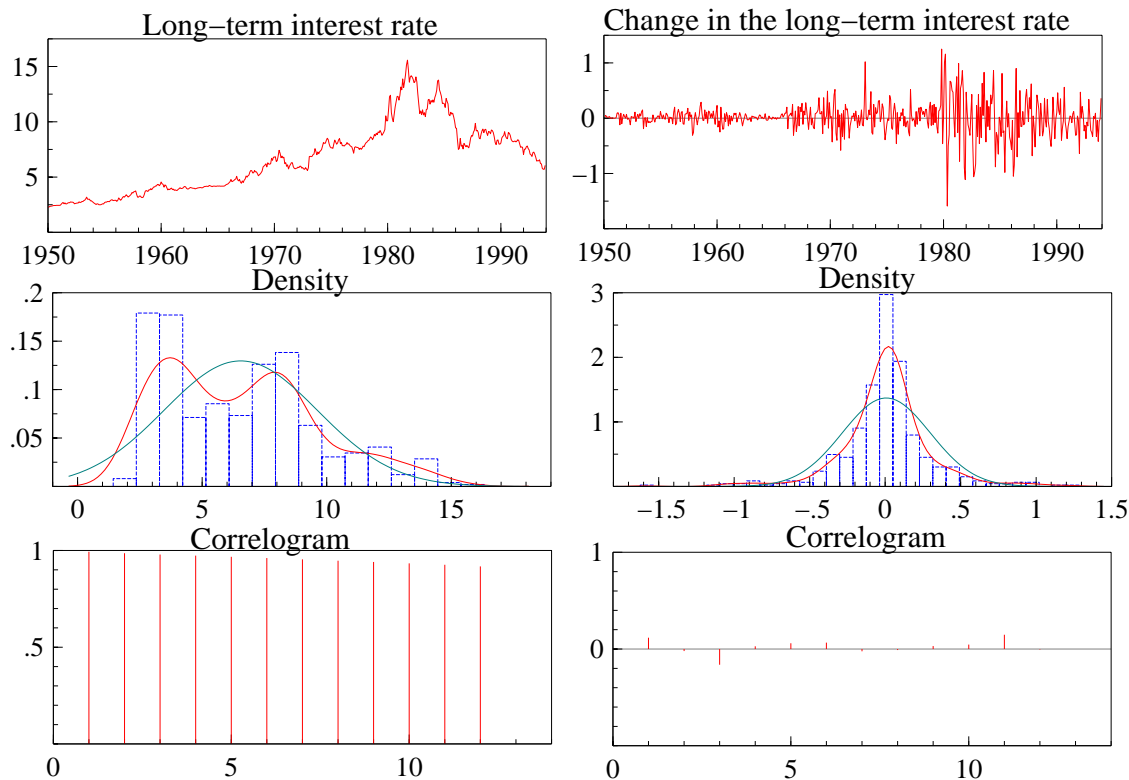 Long−term interest rate
15
10
5
1950 1960 1970 1980 1990
Change in the long−term interest rate
1
0
−1
1950 1960 1970 1980 1990
Density
.2
.15
.1
.05
0 5 10 15
Density
3
2
1
−1.5 −1 −.5 0 .5 1 1.5
Correlogram
1
.5
0 5 10
Correlogram
1
0
0 5 10